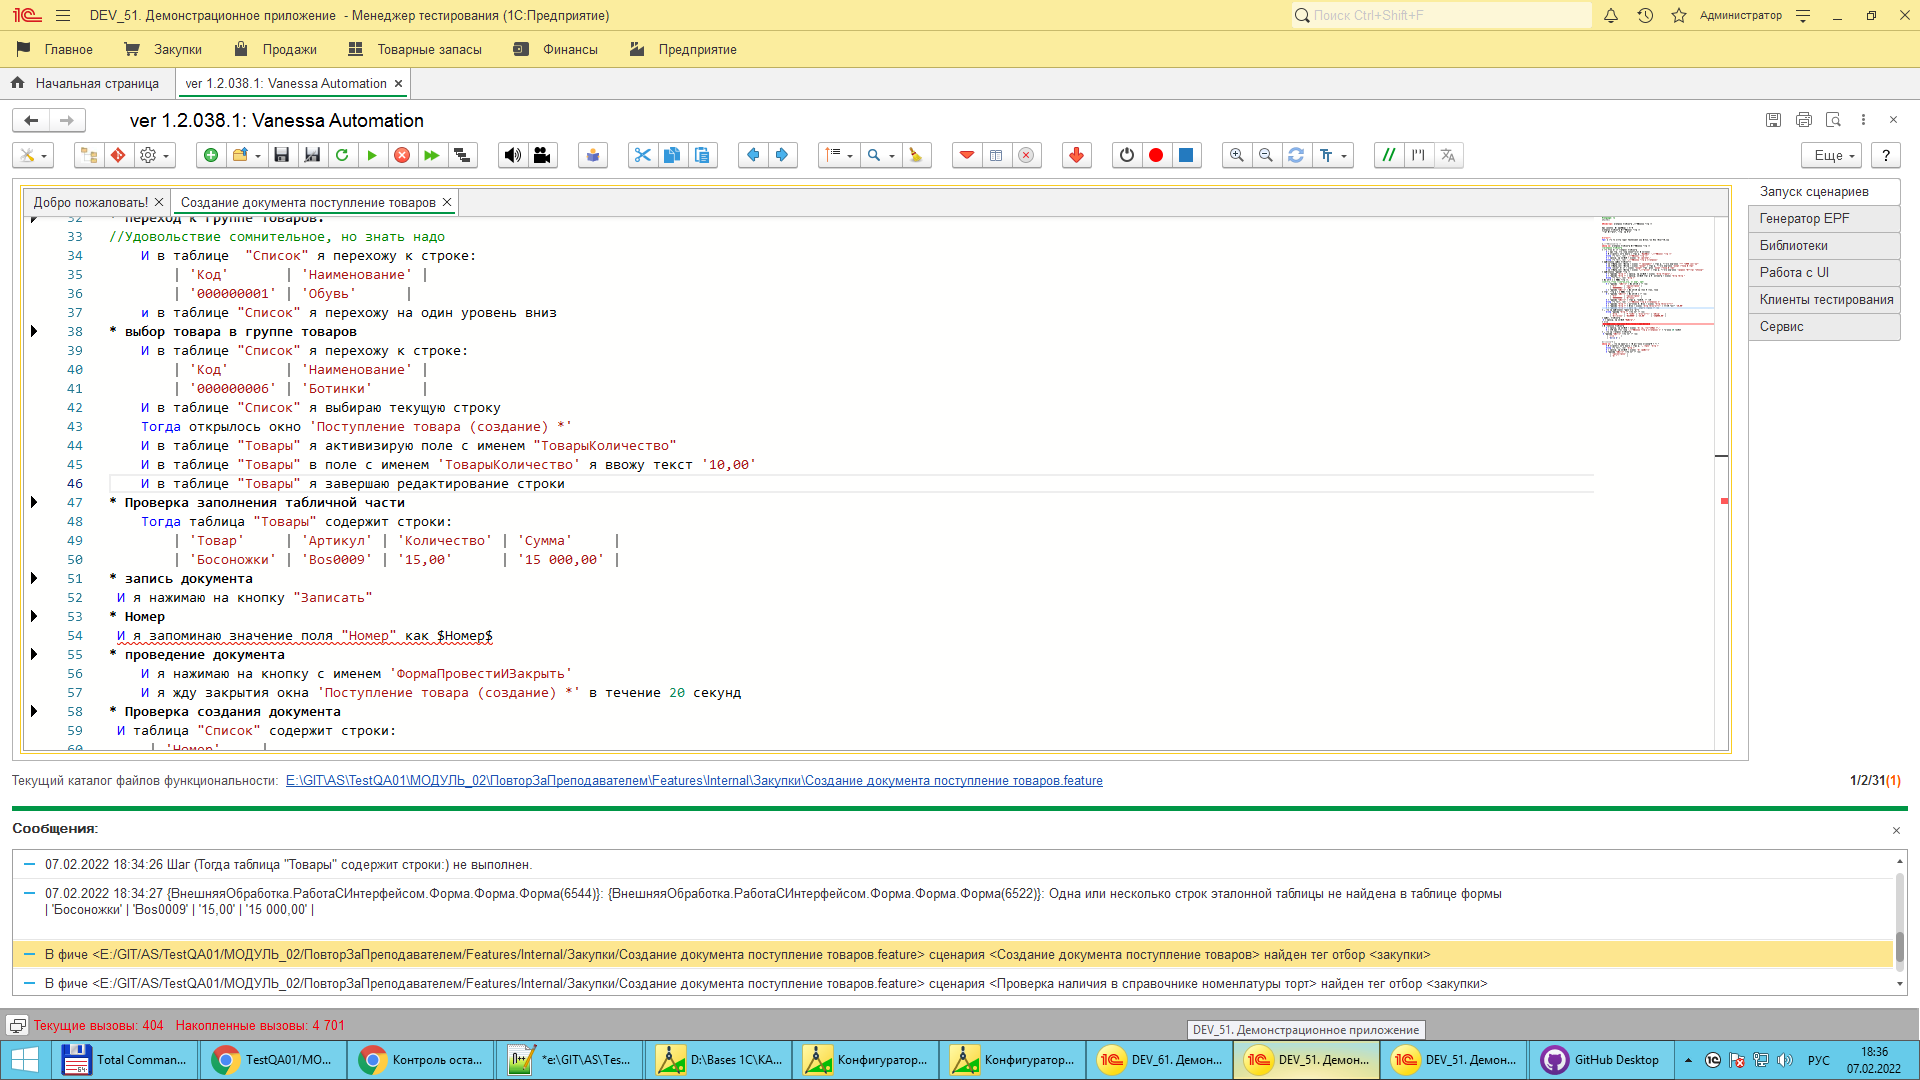 DEV_51. Демонстрационное приложение - Менеджер тестирования (1С:Предприятие)
Поиск Ctrl+Shift+F
Администратор
Главное
Закупки
Продажи
Товарные запасы
Финансы
Предприятие
Начальная страница
ver 1.2.038.1: Vanessa Automation
ver 1.2.038.1: Vanessa Automation
Еще
?
Добро пожаловать!
Создание документа поступление товаров
32 * переход к группе товаров.
33 //Удовольствие сомнительное, но знать надо
34 И в таблице "Список" я перехожу к строке:
35 | 'Код' | 'Наименование' |
36 | '000000001' | 'Обувь' |
37 и в таблице "Список" я перехожу на один уровень вниз
38 * выбор товара в группе товаров
39 И в таблице "Список" я перехожу к строке:
40 | 'Код' | 'Наименование' |
41 | '000000006' | 'Ботинки' |
42 И в таблице "Список" я выбираю текущую строку
43 Тогда открылось окно 'Поступление товара (создание) *'
44 И в таблице "Товары" я активизирую поле с именем "ТоварыКоличество"
45 И в таблице "Товары" в поле с именем 'ТоварыКоличество' я ввожу текст '10,00'
46 И в таблице "Товары" я завершаю редактирование строки
47 * Проверка заполнения табличной части
48 Тогда таблица "Товары" содержит строки:
49 | 'Товар' | 'Артикул' | 'Количество' | 'Сумма' |
50 | 'Босоножки' | 'Bos0009' | '15,00' | '15 000,00' |
51 * запись документа
52 И я нажимаю на кнопку "Записать"
53 * Номер
54 И я запоминаю значение поля "Номер" как $Номер$
55 * проведение документа
56 И я нажимаю на кнопку с именем 'ФормаПровестиИЗакрыть'
57 И я жду закрытия окна 'Поступление товара (создание) *' в течение 20 секунд
58 * Проверка создания документа
59 И таблица "Список" содержит строки:
60 | 'Номер' |
Запуск сценариев
Генератор EPF
Библиотеки
Работа с UI
Клиенты тестирования
Сервис
Текущий каталог файлов функциональности: E:\GIT\AS\TestQA01\МОДУЛЬ_02\ПовторЗаПреподавателем\Features\Internal\Закупки\Создание документа поступление товаров.feature
1/2/31(1)
Сообщения:
07.02.2022 18:34:26 Шаг (Тогда таблица "Товары" содержит строки:) не выполнен.
07.02.2022 18:34:27 {ВнешняяОбработка.РаботаСИнтерфейсом.Форма.Форма.Форма(6544)}: {ВнешняяОбработка.РаботаСИнтерфейсом.Форма.Форма.Форма(6522)}: Одна или несколько строк эталонной таблицы не найдена в таблице формы
| 'Босоножки' | 'Bos0009' | '15,00' | '15 000,00' |
В фиче <E:/GIT/AS/TestQA01/МОДУЛЬ_02/ПовторЗаПреподавателем/Features/Internal/Закупки/Создание документа поступление товаров.feature> сценария <Создание документа поступление товаров> найден тег отбор <закупки>
В фиче <E:/GIT/AS/TestQA01/МОДУЛЬ_02/ПовторЗаПреподавателем/Features/Internal/Закупки/Создание документа поступление товаров.feature> сценария <Проверка наличия в справочнике номенлатуры торт> найден тег отбор <закупки>
Текущие вызовы: 404 Накопленные вызовы: 4 701
DEV_51. Демонстрационное приложение
Total Comman...
TestQA01/МО...
Контроль оста...
*e:\GIT\AS\Tes...
D:\Bases 1C\KA...
Конфигуратор...
Конфигуратор...
DEV_61. Демон...
DEV_51. Демон...
DEV_51. Демон...
GitHub Desktop
РУС
18:36
07.02.2022